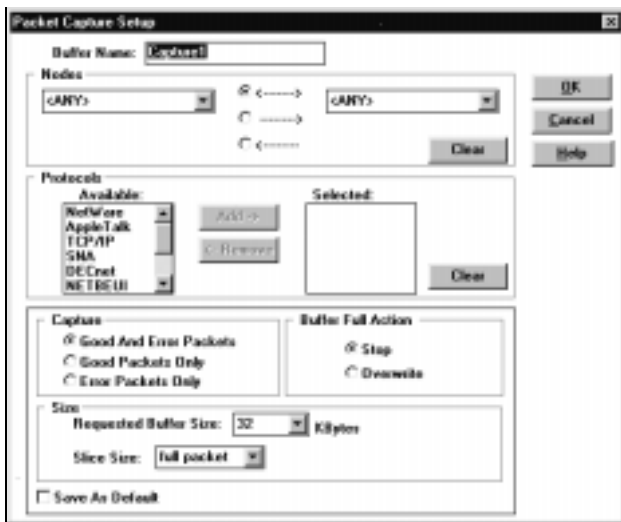 Packet Capture Setup
Buffer Name: Capture1
Nodes
<ANY>
<------>
------>
<------
<ANY>
Clear
OK
Cancel
Help
Protocols
Available:
NetWare
AppleTalk
TCP/IP
SNA
DECnet
NETBEUI
Add ->
<- Remove
Selected:
Clear
Capture
Good And Error Packets
Good Packets Only
Error Packets Only
Buffer Full Action
Stop
Overwrite
Size
Requested Buffer Size: 32 KBytes
Slice Size: full packet
Save As Default